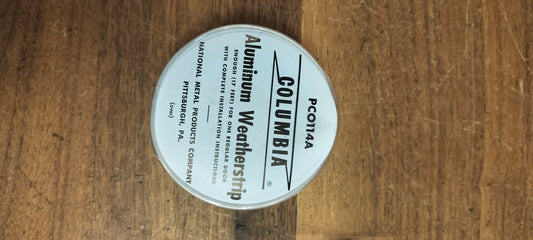 PCO114A
COLUMBIA ®
Aluminum Weatherstrip
ENOUGH (17 FEET) FOR ONE REGULAR DOOR
WITH COMPLETE INSTALLATION INSTRUCTIONS
NATIONAL METAL PRODUCTS COMPANY
PITTSBURGH, PA.
(over)